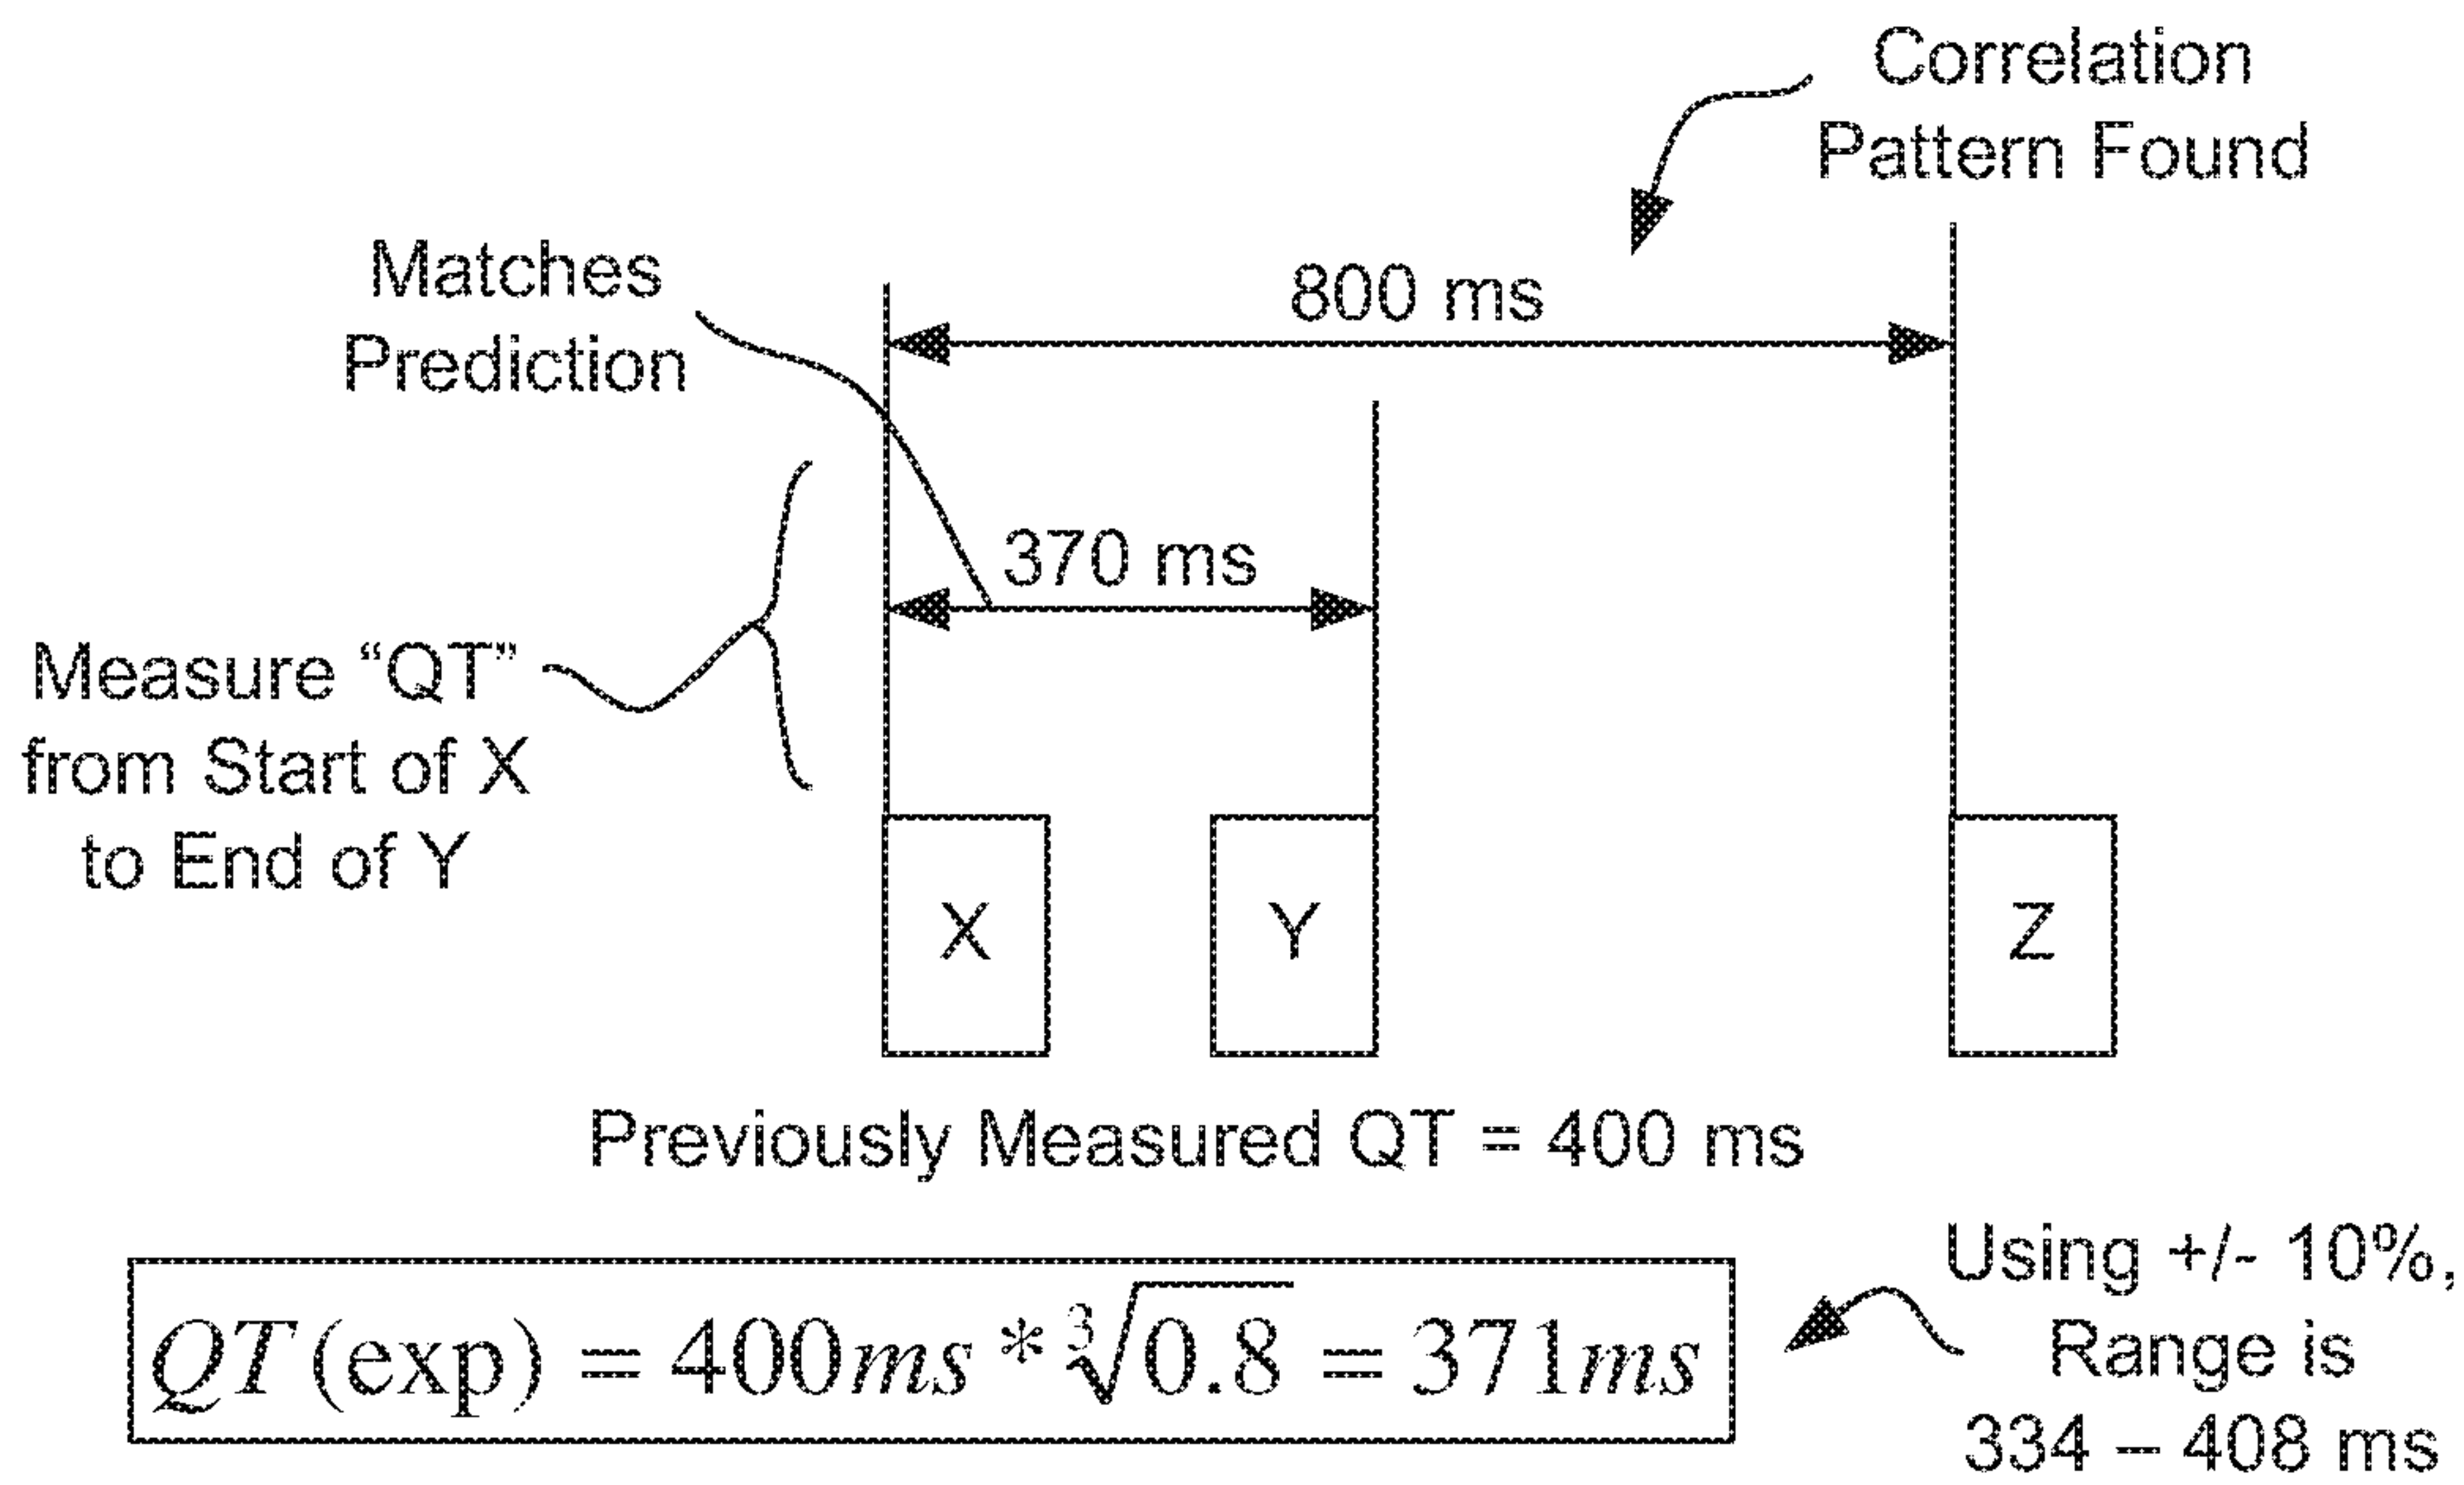 Correlation
Pattern Found
Matches
Prediction
800 ms
370 ms
Measure “QT”
from Start of X
to End of Y
X
Y
Z
Previously Measured QT = 400 ms
QT(exp) = 400ms * ∛0.8 = 371ms
Using +/- 10%,
Range is
334 – 408 ms